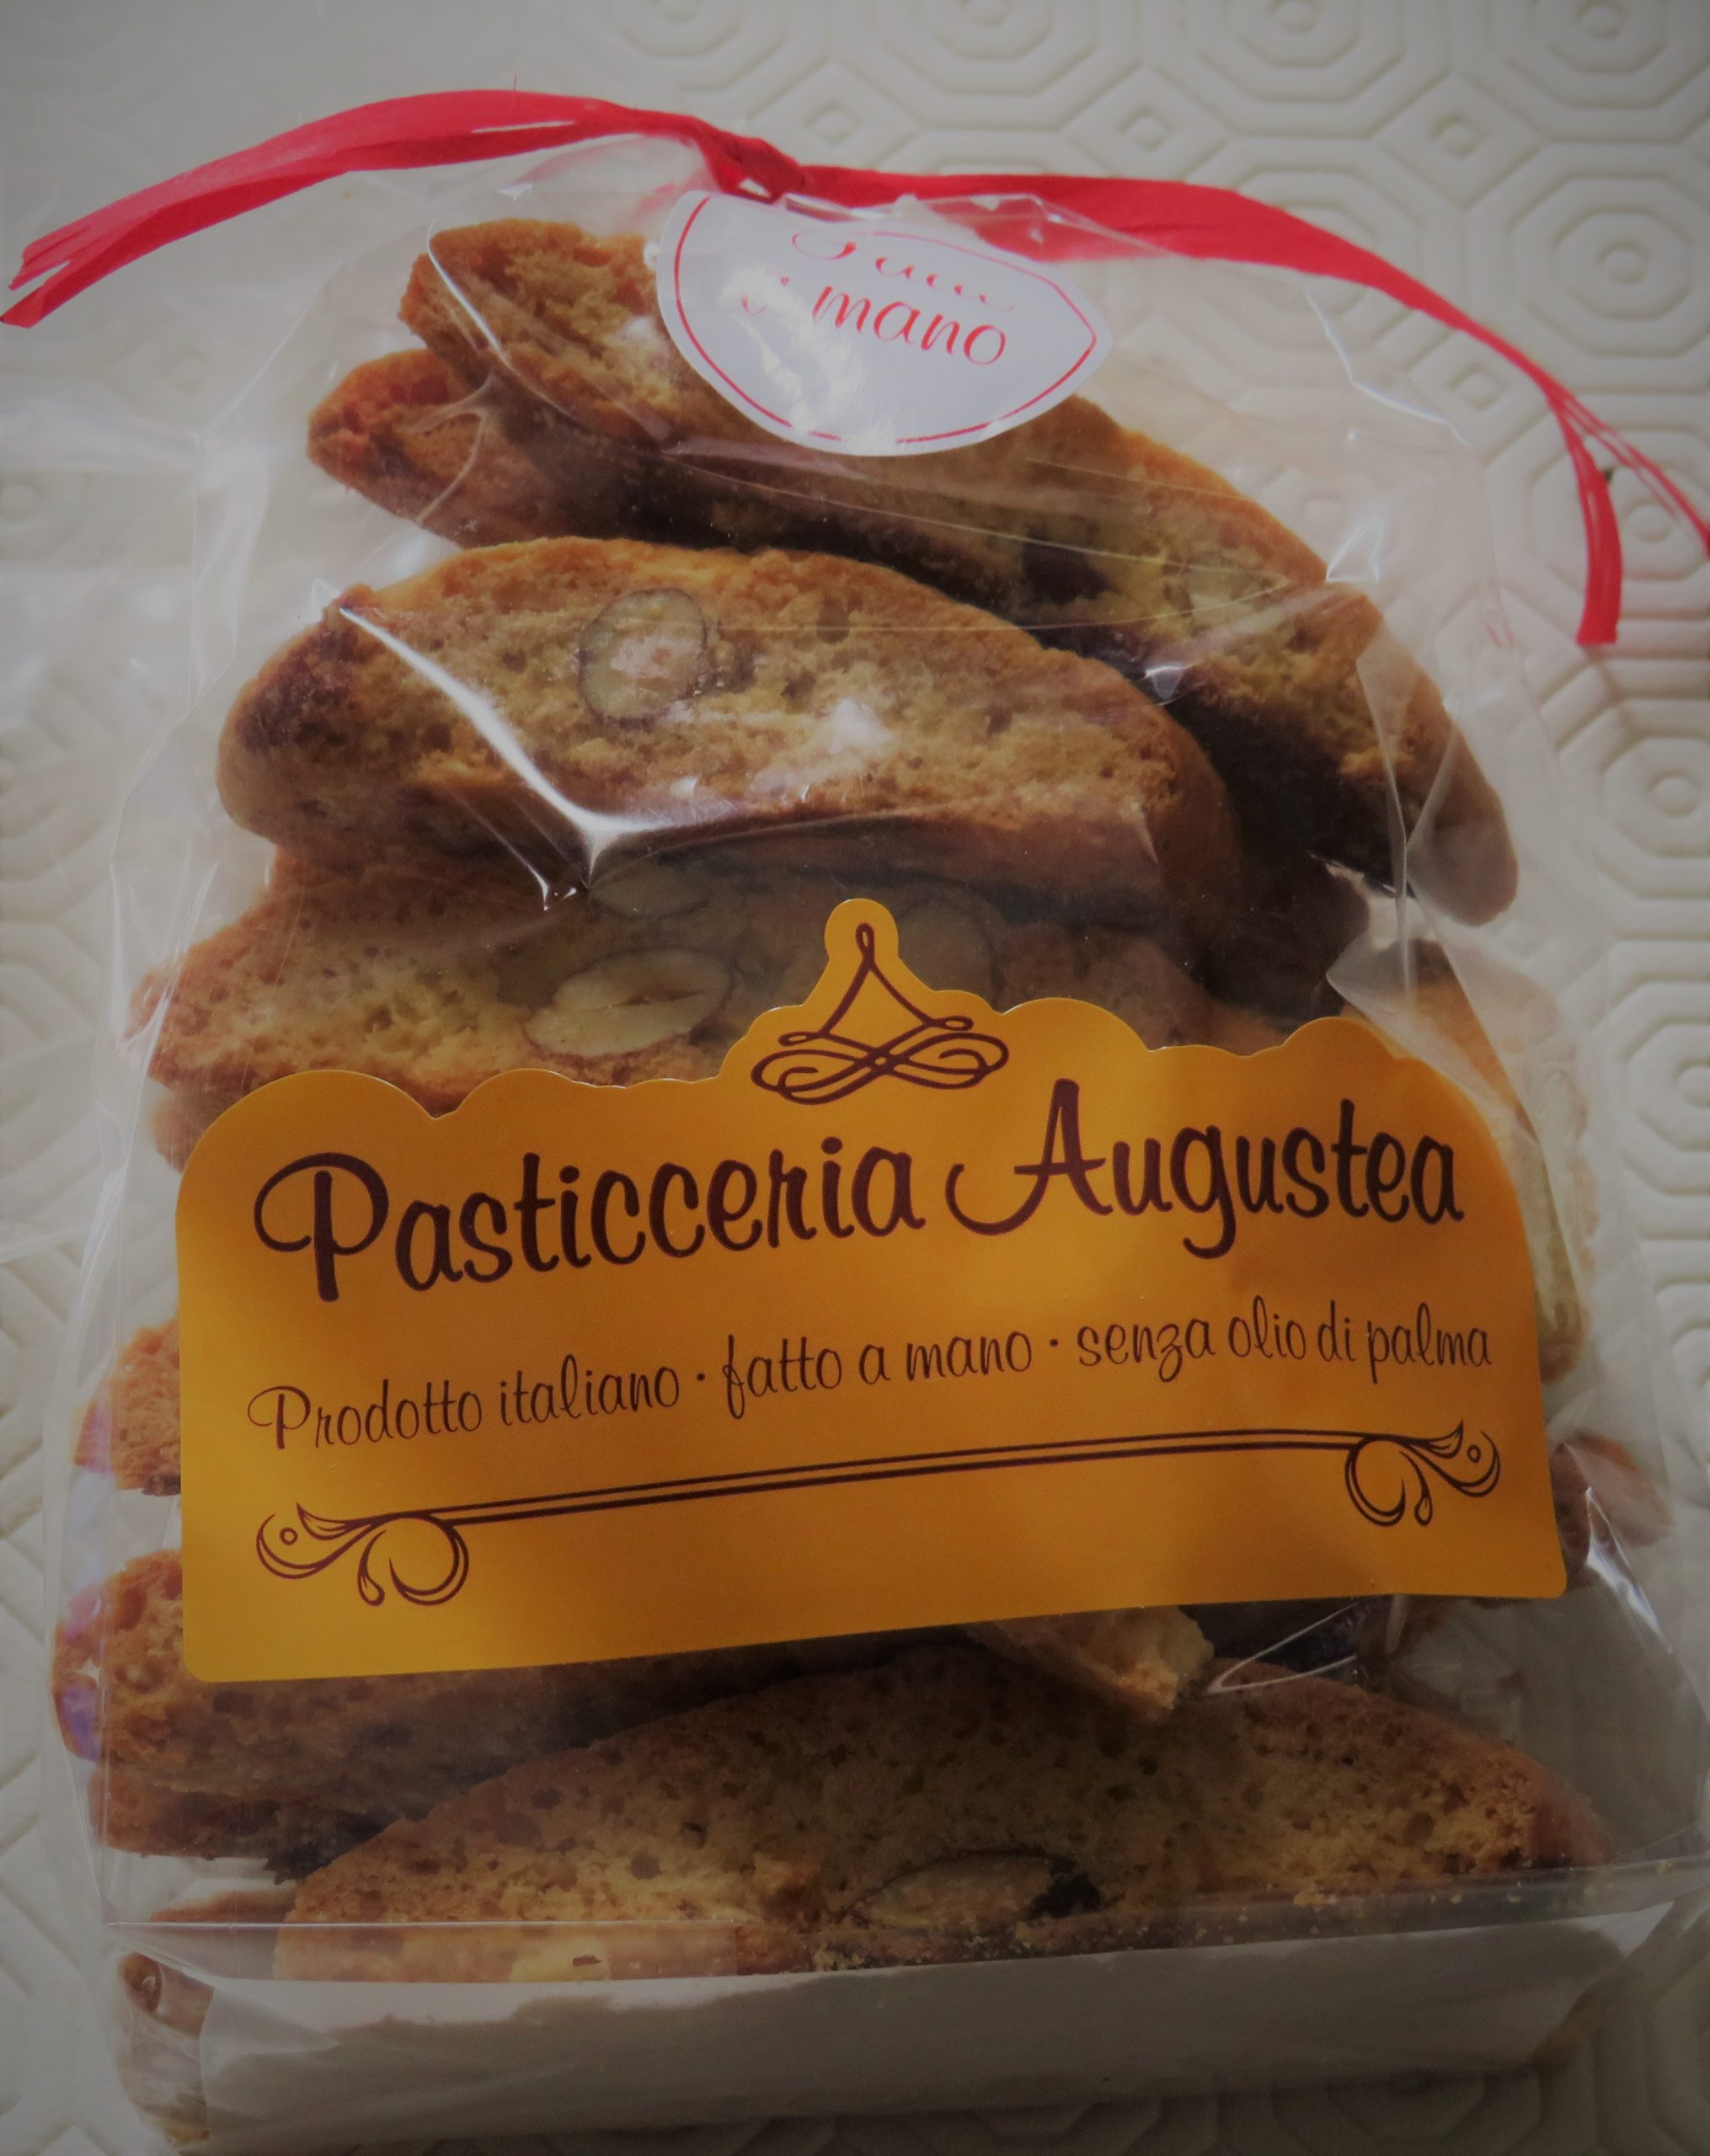 mano
Pasticceria Augustea
Prodotto italiano · fatto a mano · senza olio di palma